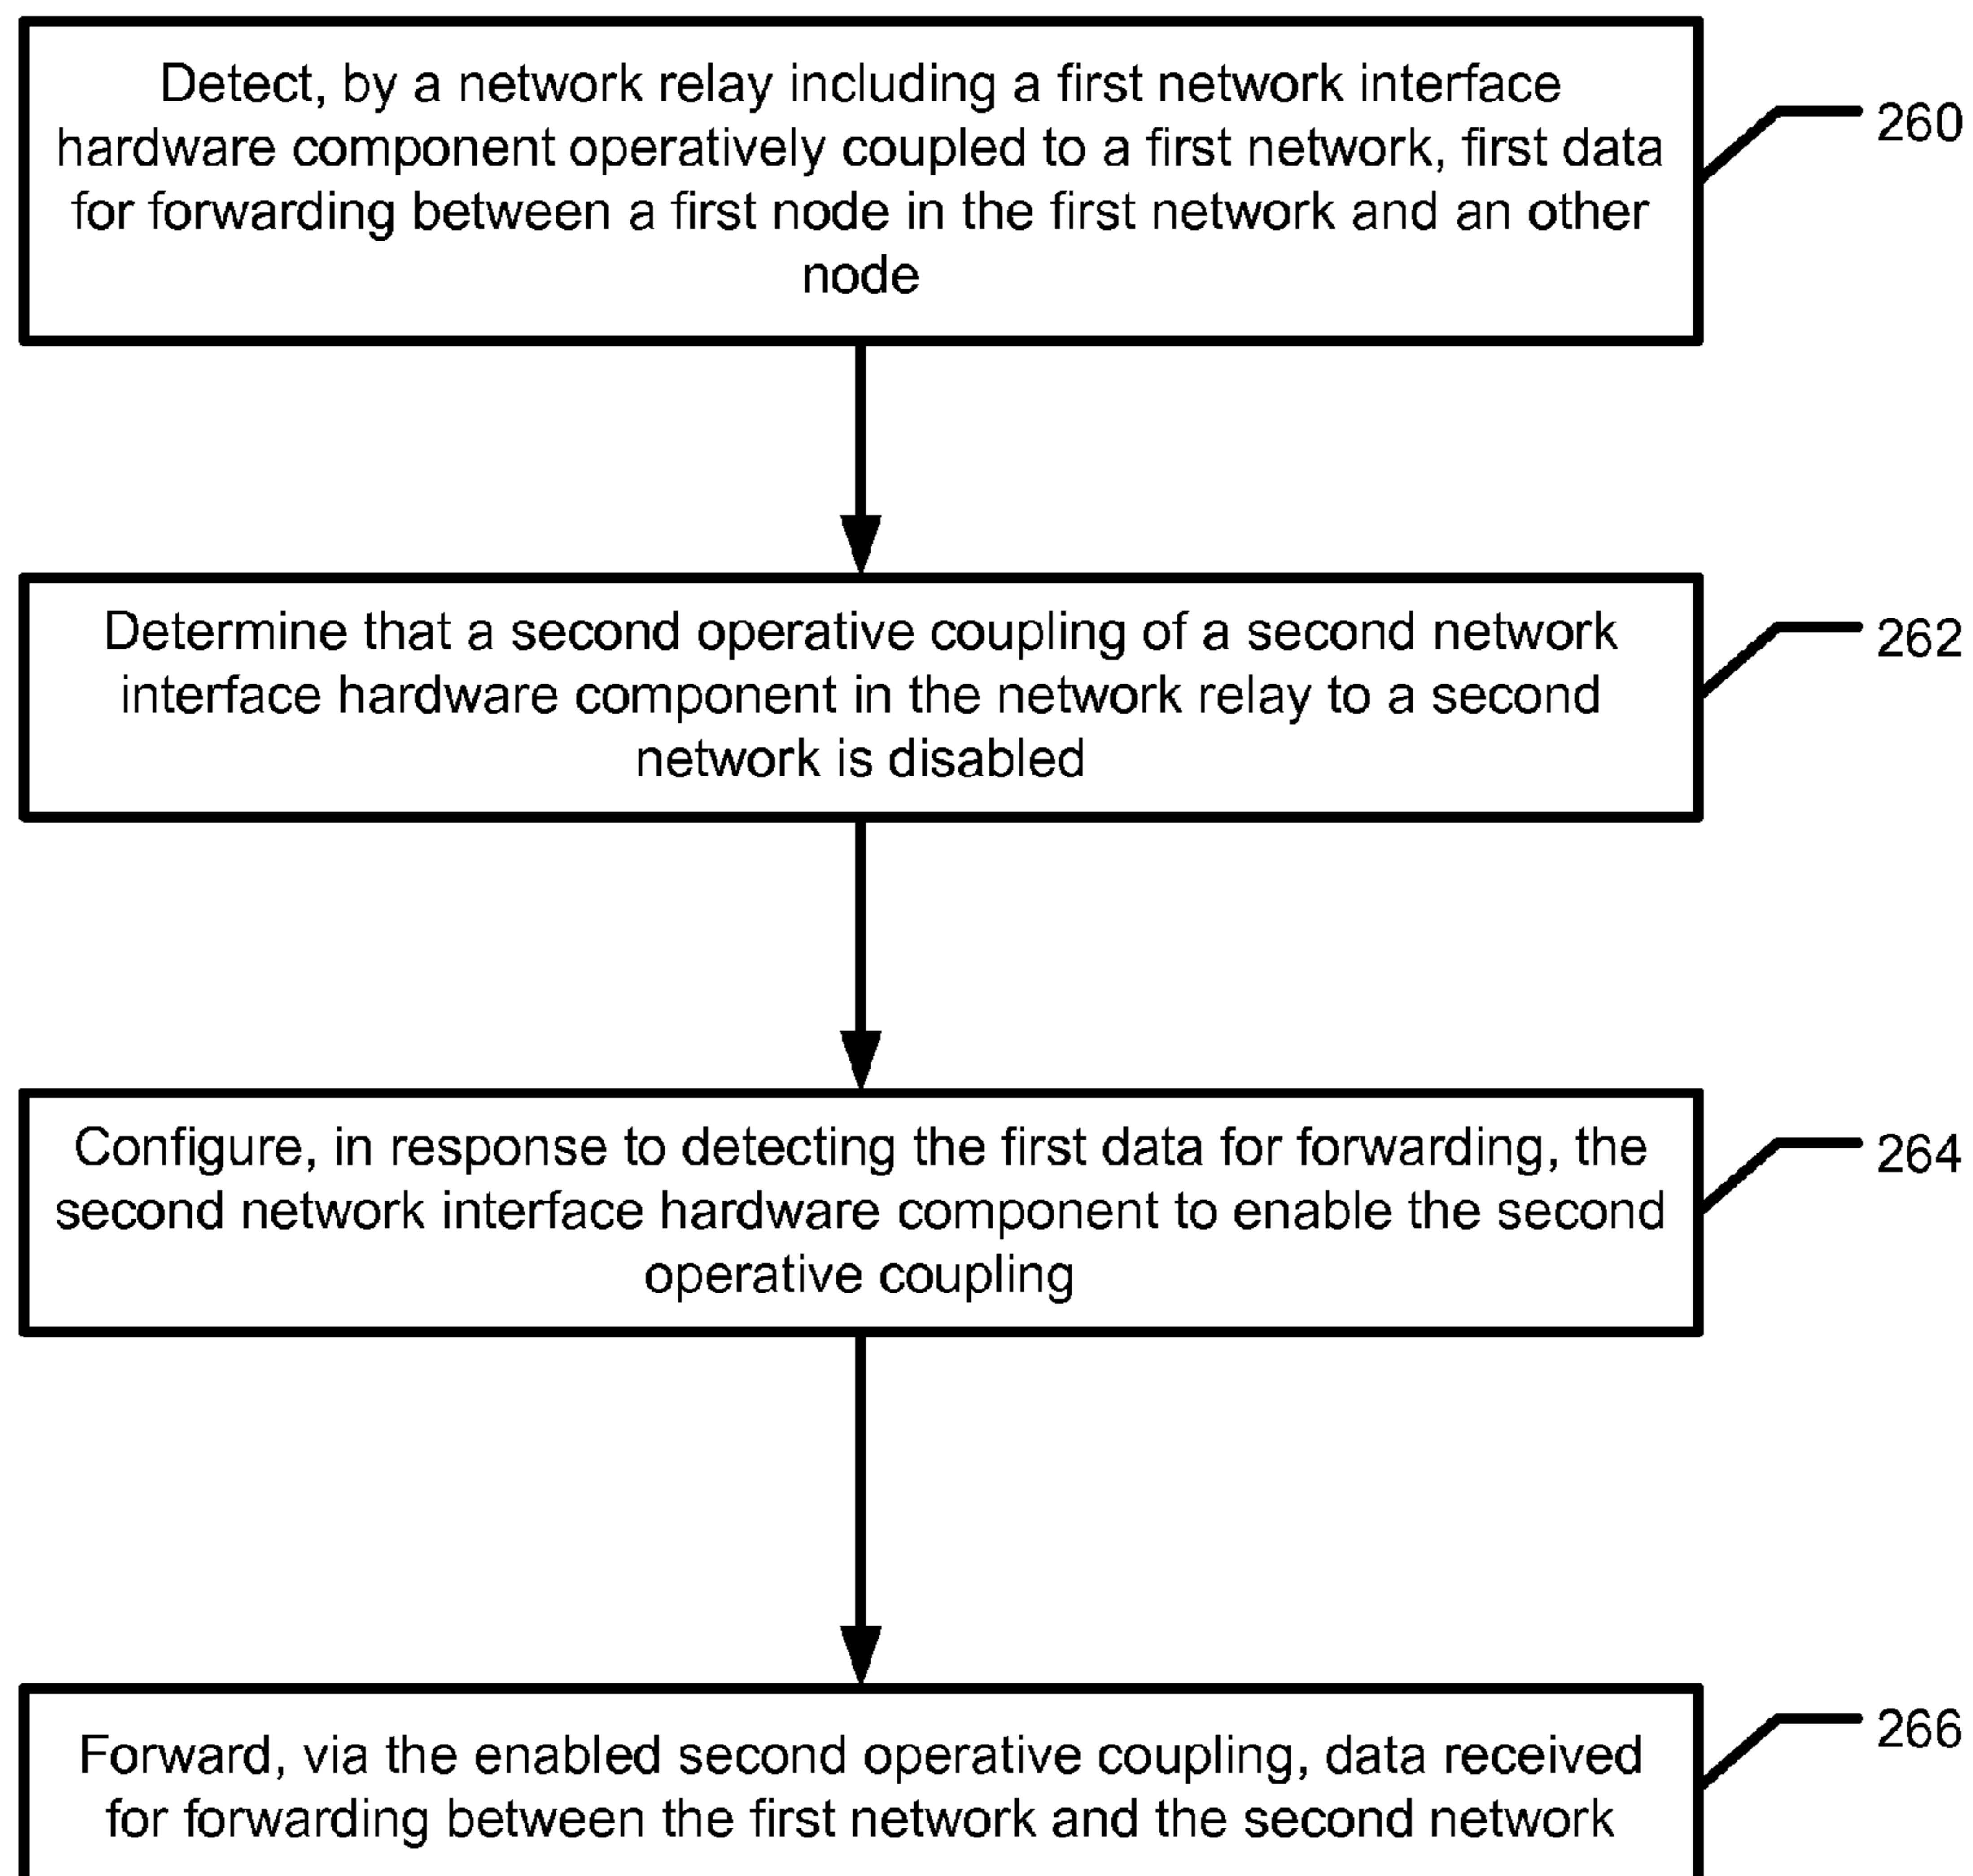 Detect, by a network relay including a first network interface
hardware component operatively coupled to a first network, first data
for forwarding between a first node in the first network and an other
node
260
Determine that a second operative coupling of a second network
interface hardware component in the network relay to a second
network is disabled
262
Configure, in response to detecting the first data for forwarding, the
second network interface hardware component to enable the second
operative coupling
264
Forward, via the enabled second operative coupling, data received
for forwarding between the first network and the second network
266